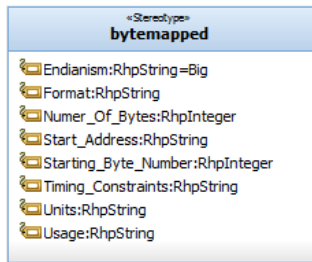 «Stereotype»
bytemapped
Endianism:RhpString=Big
Format:RhpString
Numer_Of_Bytes:RhpInteger
Start_Address:RhpString
Starting_Byte_Number:RhpInteger
Timing_Constraints:RhpString
Units:RhpString
Usage:RhpString